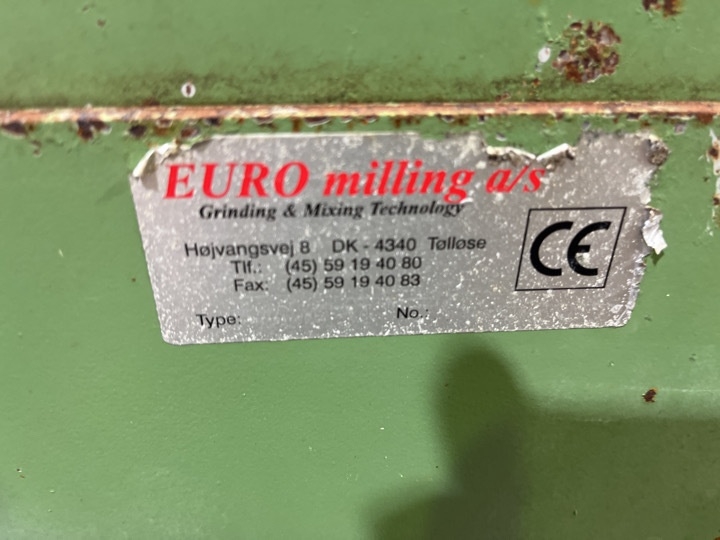 EURO milling a/s
Grinding & Mixing Technology
Højvangsvej 8 DK - 4340 Tølløse
Tlf.: (45) 59 19 40 80
Fax: (45) 59 19 40 83
CE
Type: No.: